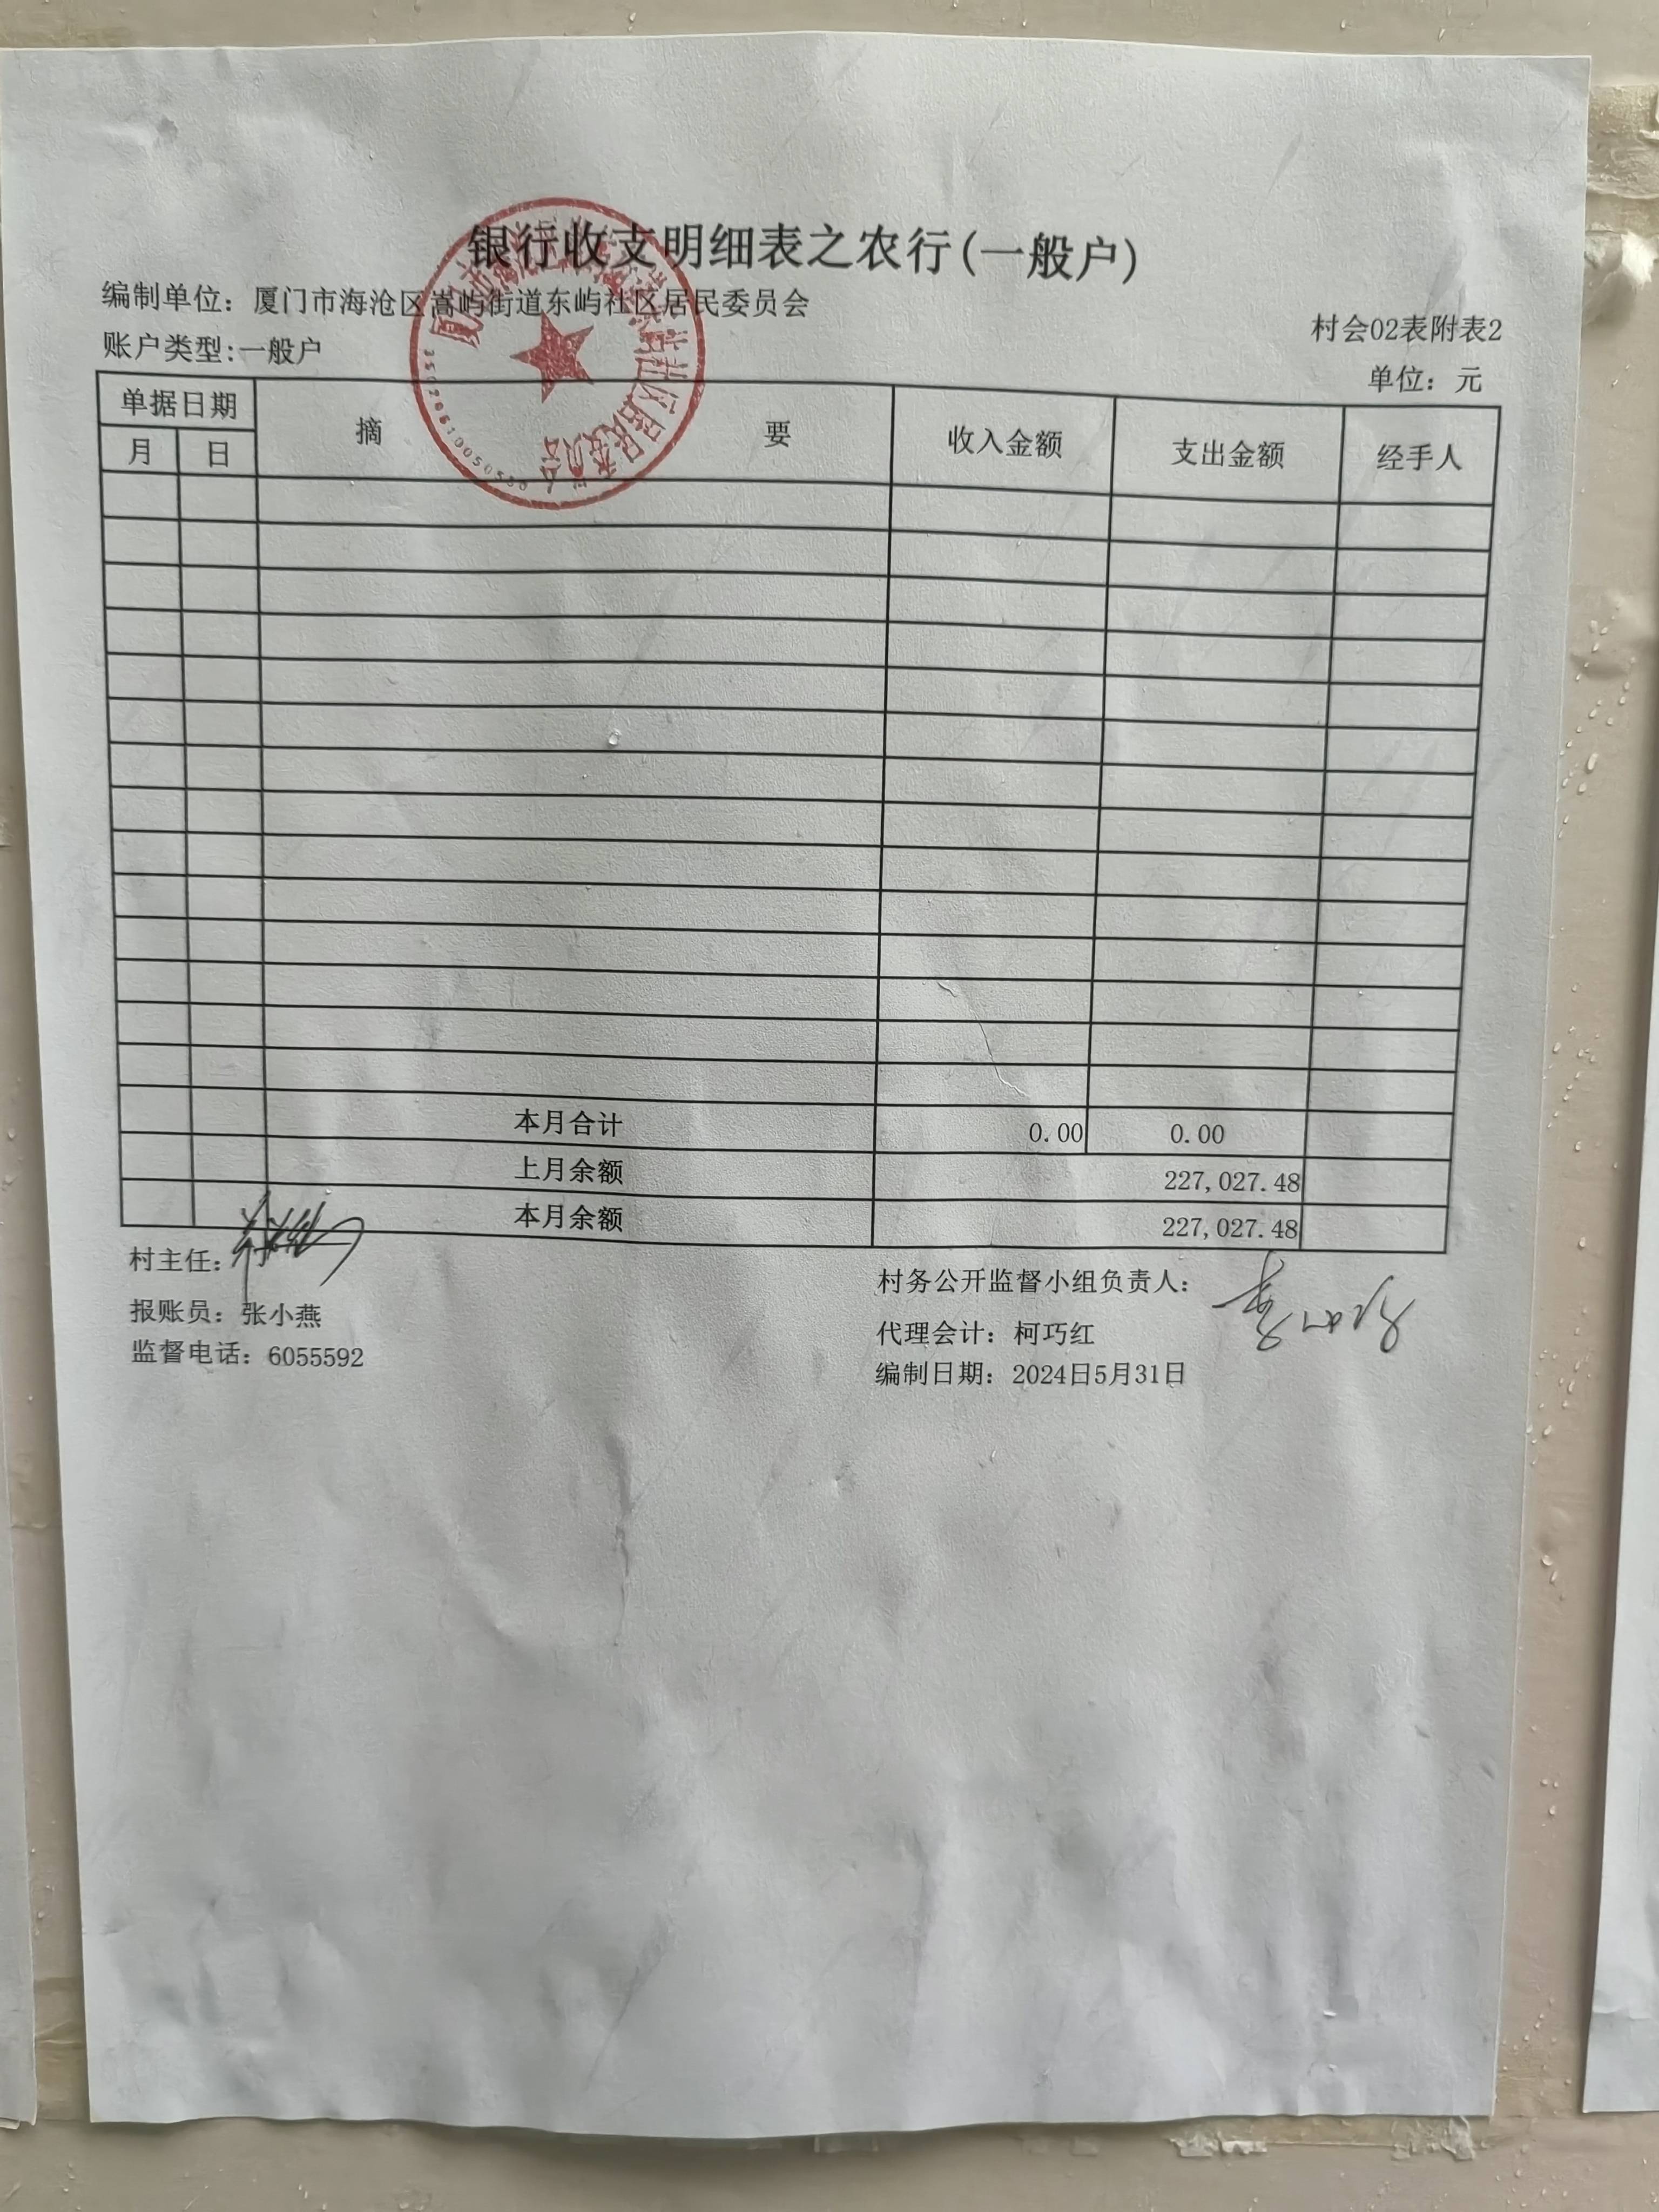 银行收支明细表之农行(一般户)
编制单位：厦门市海沧区嵩屿街道东屿社区居民委员会
村会02表附表2
账户类型:一般户
单位：元
单据日期 摘 要 收入金额 支出金额 经手人
月 日
本月合计 0.00 0.00
上月余额 227,027.48
本月余额 227,027.48
村主任：
村务公开监督小组负责人：
报账员：张小燕
代理会计：柯巧红
监督电话：6055592
编制日期：2024日5月31日